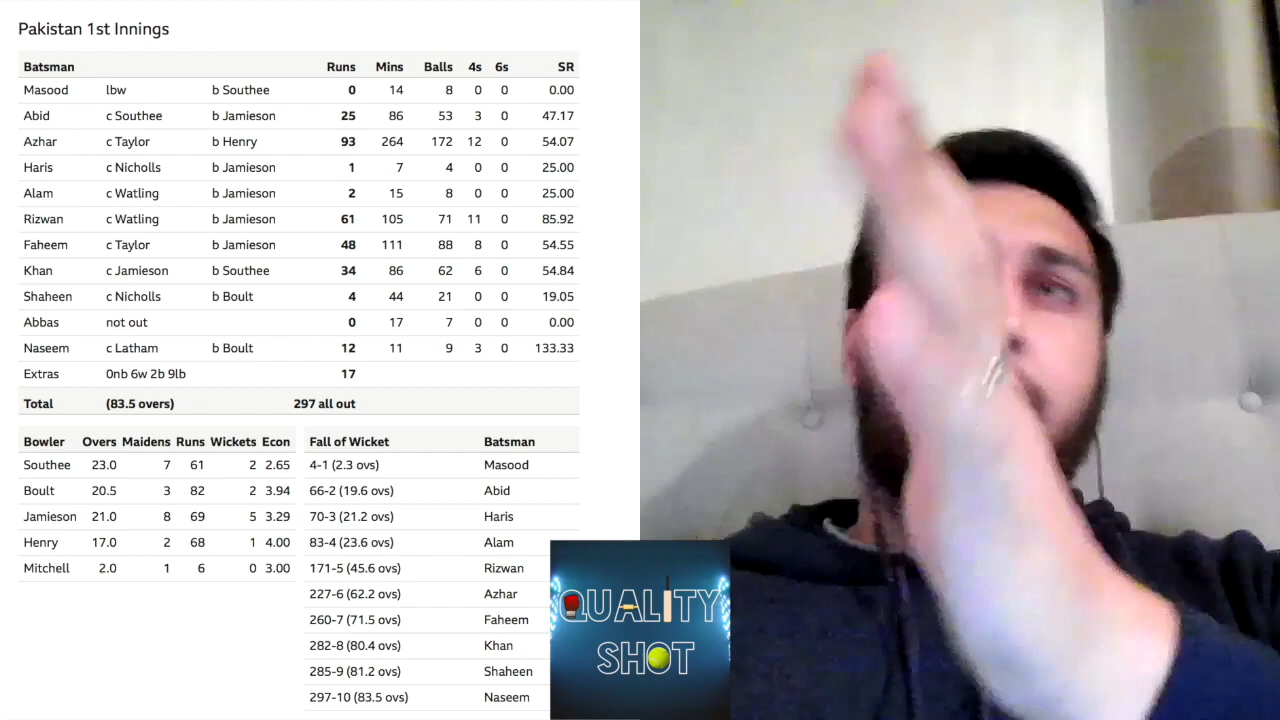 Pakistan 1st Innings
Batsman Runs Mins Balls 4s 6s SR
Masood lbw b Southee 0 14 8 0 0 0.00
Abid c Southee b Jamieson 25 86 53 3 0 47.17
Azhar c Taylor b Henry 93 264 172 12 0 54.07
Haris c Nicholls b Jamieson 1 7 4 0 0 25.00
Alam c Watling b Jamieson 2 15 8 0 0 25.00
Rizwan c Watling b Jamieson 61 105 71 11 0 85.92
Faheem c Taylor b Jamieson 48 111 88 8 0 54.55
Khan c Jamieson b Southee 34 86 62 6 0 54.84
Shaheen c Nicholls b Boult 4 44 21 0 0 19.05
Abbas not out 0 17 7 0 0 0.00
Naseem c Latham b Boult 12 11 9 3 0 133.33
Extras 0nb 6w 2b 9lb 17
Total (83.5 overs) 297 all out
Bowler Overs Maidens Runs Wickets Econ
Southee 23.0 7 61 2 2.65
Boult 20.5 3 82 2 3.94
Jamieson 21.0 8 69 5 3.29
Henry 17.0 2 68 1 4.00
Mitchell 2.0 1 6 0 3.00
Fall of Wicket Batsman
4-1 (2.3 ovs) Masood
66-2 (19.6 ovs) Abid
70-3 (21.2 ovs) Haris
83-4 (23.6 ovs) Alam
171-5 (45.6 ovs) Rizwan
227-6 (62.2 ovs) Azhar
260-7 (71.5 ovs) Faheem
282-8 (80.4 ovs) Khan
285-9 (81.2 ovs) Shaheen
297-10 (83.5 ovs) Naseem
QUALITY
SHOT